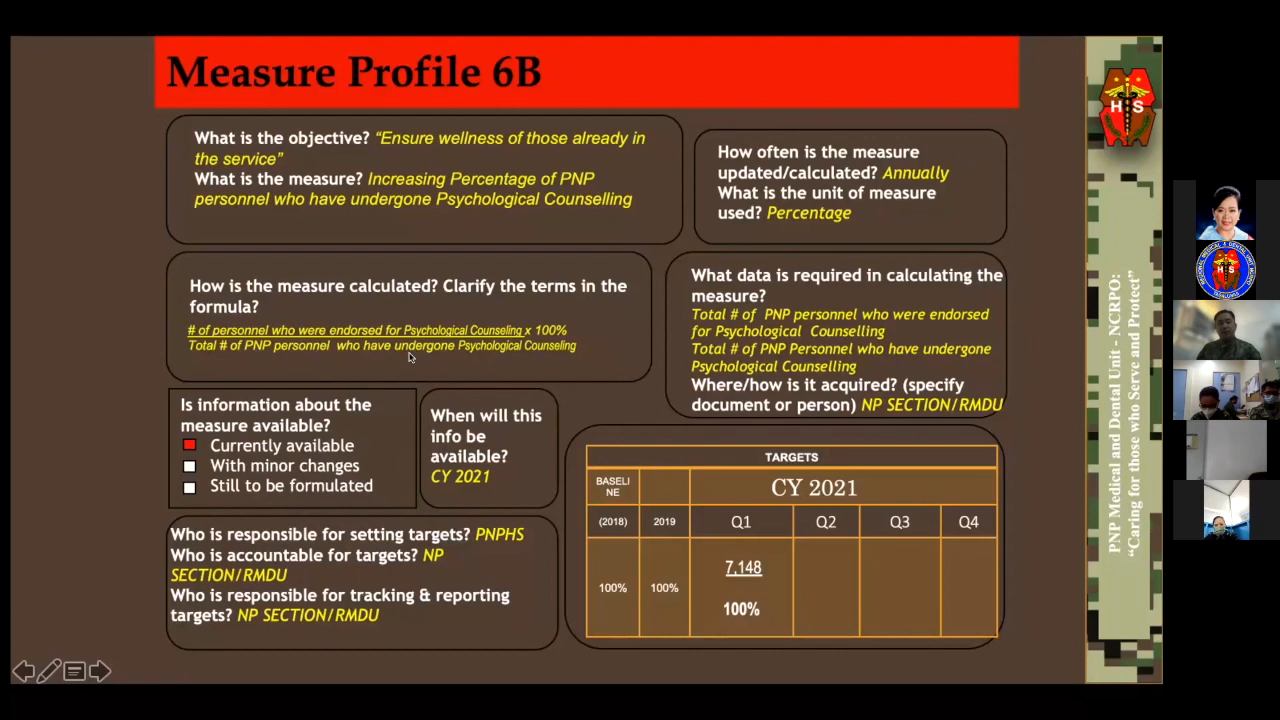 Measure Profile 6B
What is the objective? “Ensure wellness of those already in
the service”
What is the measure? Increasing Percentage of PNP
personnel who have undergone Psychological Counselling
How often is the measure
updated/calculated? Annually
What is the unit of measure
used? Percentage
How is the measure calculated? Clarify the terms in the
formula?
# of personnel who were endorsed for Psychological Counseling x 100%
Total # of PNP personnel who have undergone Psychological Counseling
What data is required in calculating the
measure?
Total # of PNP personnel who were endorsed
for Psychological Counselling
Total # of PNP Personnel who have undergone
Psychological Counselling
Where/how is it acquired? (specify
document or person) NP SECTION/RMDU
Is information about the
measure available?
Currently available
With minor changes
Still to be formulated
When will this
info be
available?
CY 2021
Who is responsible for setting targets? PNPHS
Who is accountable for targets? NP
SECTION/RMDU
Who is responsible for tracking & reporting
targets? NP SECTION/RMDU
TARGETS
BASELI
NE
CY 2021
(2018) 2019 Q1 Q2 Q3 Q4
7,148
100% 100%
100%
H S
PNP Medical and Dental Unit - NCRPO:
“Caring for those who Serve and Protect”
H S